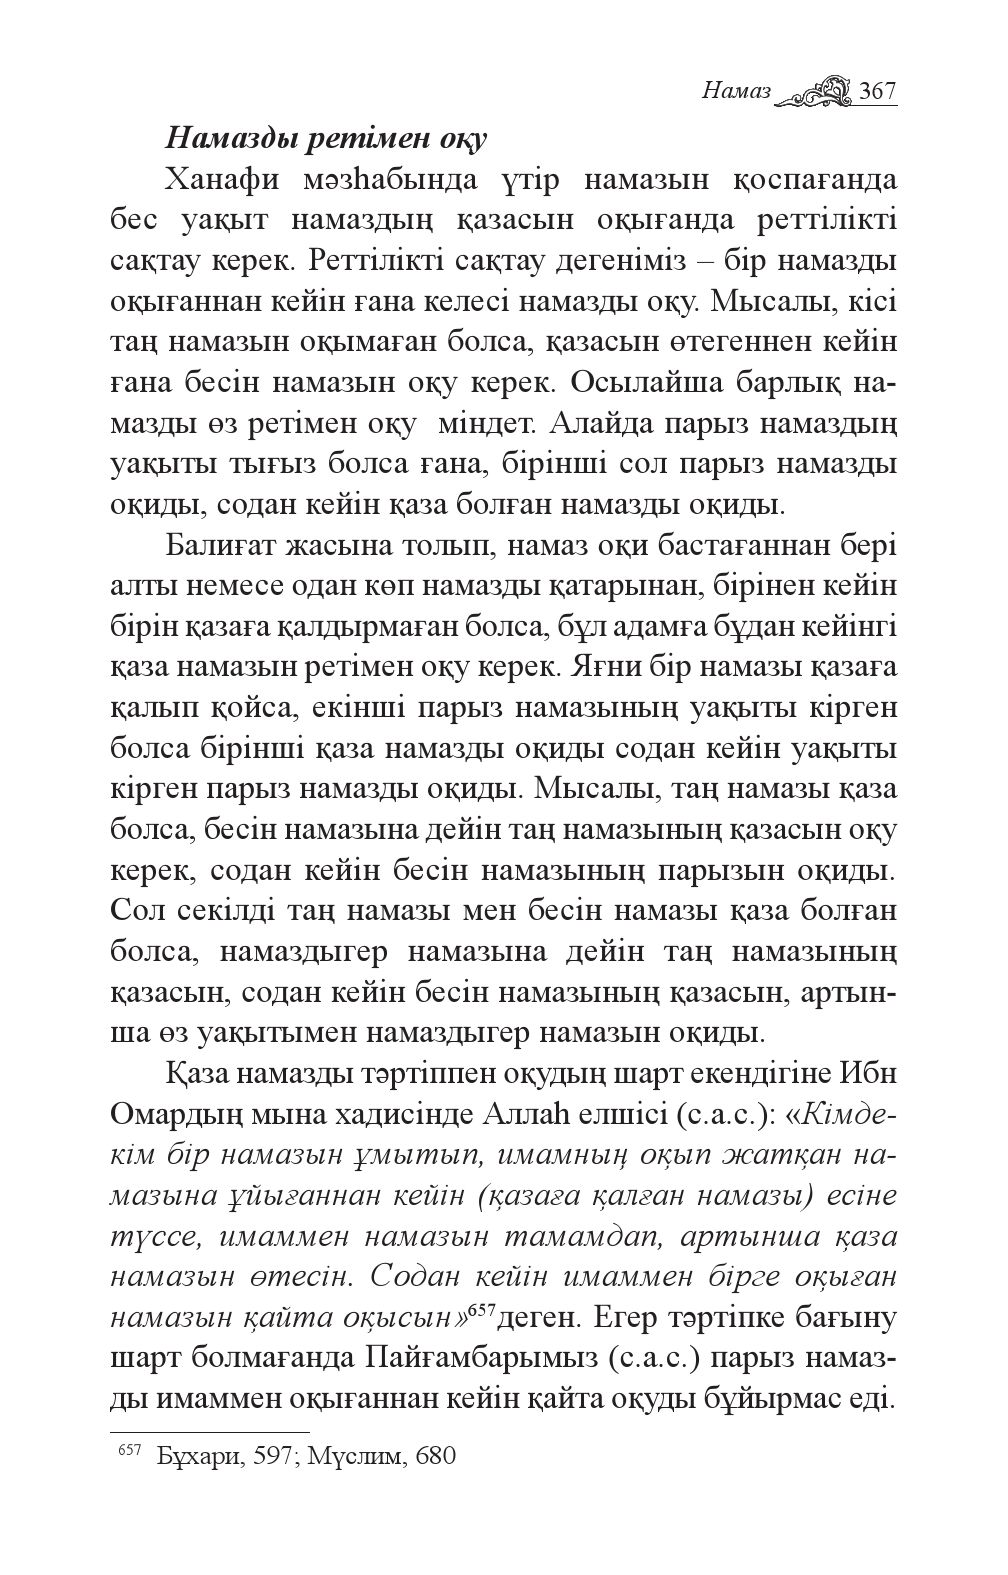 Намаз 367
Намазды ретімен оқу
Ханафи мәзһабында үтір намазын қоспағанда
бес уақыт намаздың қазасын оқығанда реттілікті
сақтау керек. Реттілікті сақтау дегеніміз – бір намазды
оқығаннан кейін ғана келесі намазды оқу. Мысалы, кісі
таң намазын оқымаған болса, қазасын өтегеннен кейін
ғана бесін намазын оқу керек. Осылайша барлық на-
мазды өз ретімен оқу  міндет. Алайда парыз намаздың
уақыты тығыз болса ғана, бірінші сол парыз намазды
оқиды, содан кейін қаза болған намазды оқиды.
Балиғат жасына толып, намаз оқи бастағаннан бері
алты немесе одан көп намазды қатарынан, бірінен кейін
бірін қазаға қалдырмаған болса, бұл адамға бұдан кейінгі
қаза намазын ретімен оқу керек. Яғни бір намазы қазаға
қалып қойса, екінші парыз намазының уақыты кірген
болса бірінші қаза намазды оқиды содан кейін уақыты
кірген парыз намазды оқиды. Мысалы, таң намазы қаза
болса, бесін намазына дейін таң намазының қазасын оқу
керек, содан кейін бесін намазының парызын оқиды.
Сол секілді таң намазы мен бесін намазы қаза болған
болса, намаздыгер намазына дейін таң намазының
қазасын, содан кейін бесін намазының қазасын, артын-
ша өз уақытымен намаздыгер намазын оқиды.
Қаза намазды тәртіппен оқудың шарт екендігіне Ибн
Омардың мына хадисінде Аллаһ елшісі (с.а.с.): «Кімде-
кім бір намазын ұмытып, имамның оқып жатқан на-
мазына ұйығаннан кейін (қазаға қалған намазы) есіне
түссе, имаммен намазын тамамдап, артынша қаза
намазын өтесін. Содан кейін имаммен бірге оқыған
намазын қайта оқысын»657деген. Егер тәртіпке бағыну
шарт болмағанда Пайғамбарымыз (с.а.с.) парыз намаз-
ды имаммен оқығаннан кейін қайта оқуды бұйырмас еді.
657 Бұхари, 597; Мүслим, 680